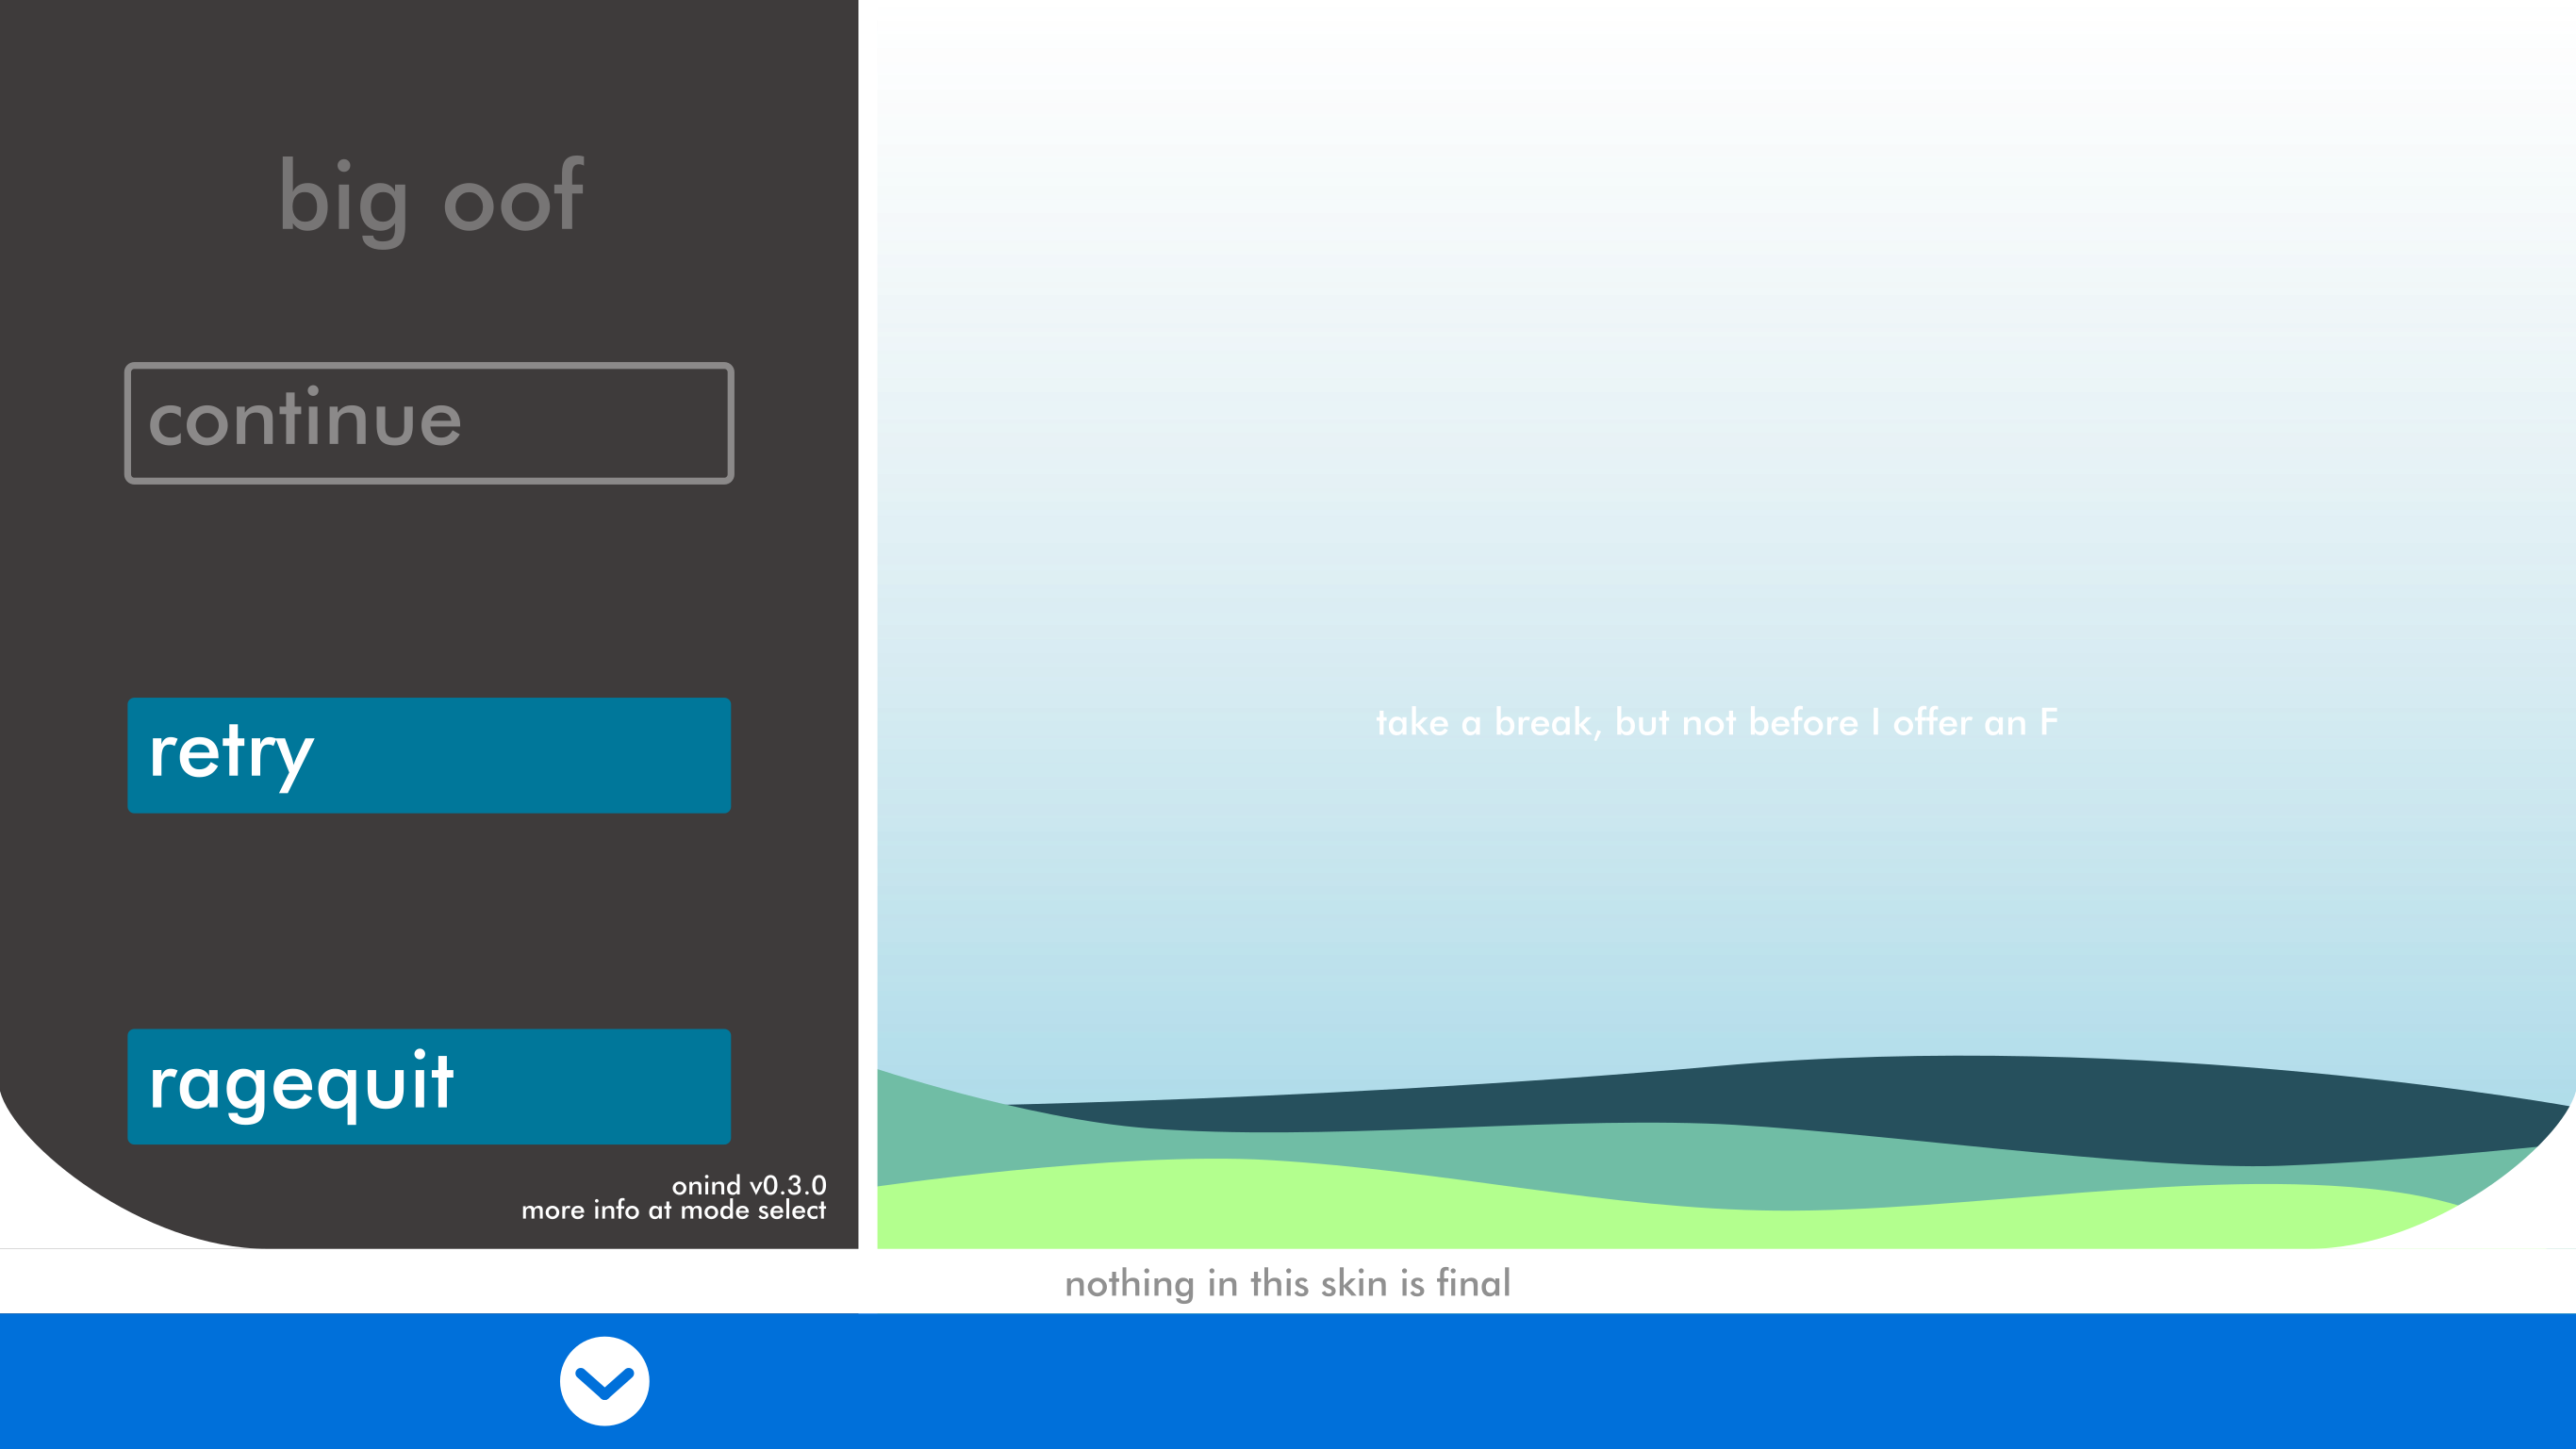 big oof
continue
retry
ragequit
onind v0.3.0
more info at mode select
take a break, but not before I offer an F
nothing in this skin is final